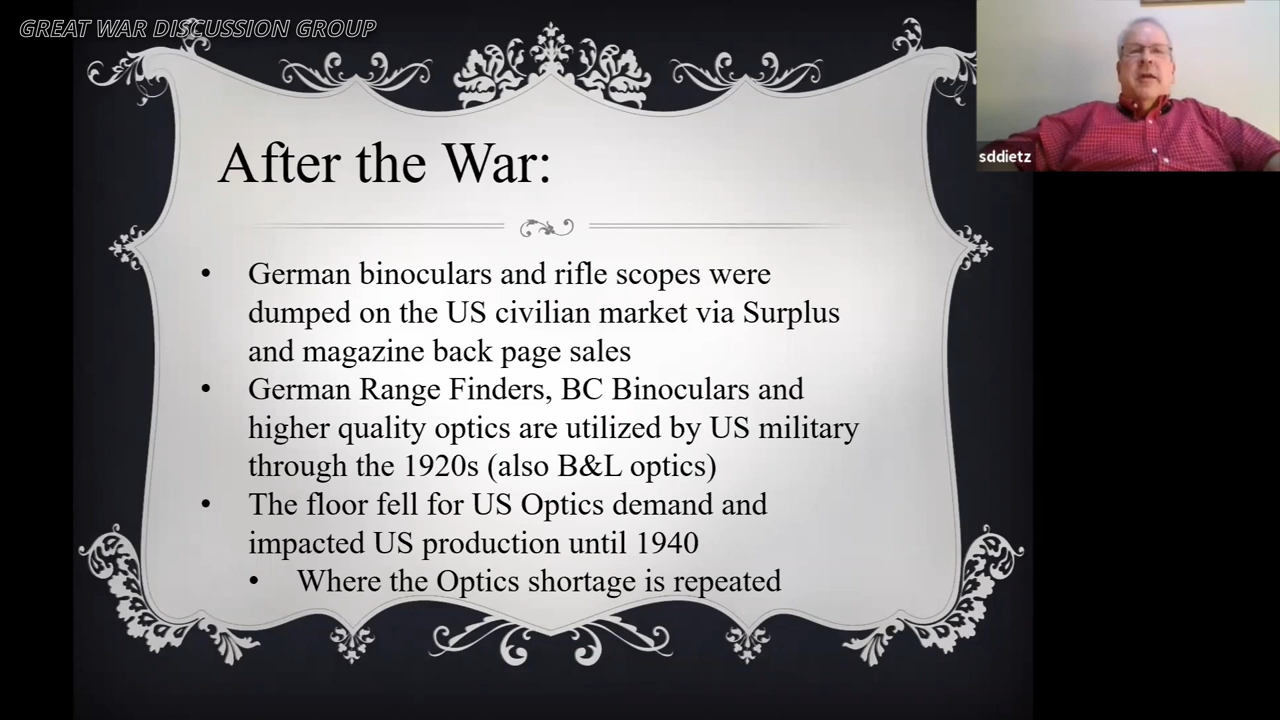 GREAT WAR DISCUSSION GROUP
sddietz
After the War:
• German binoculars and rifle scopes were
dumped on the US civilian market via Surplus
and magazine back page sales
• German Range Finders, BC Binoculars and
higher quality optics are utilized by US military
through the 1920s (also B&L optics)
• The floor fell for US Optics demand and
impacted US production until 1940
• Where the Optics shortage is repeated